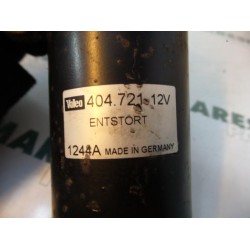 Valeo 404.721 12V
ENTSTORT
1244A MADE IN GERMANY